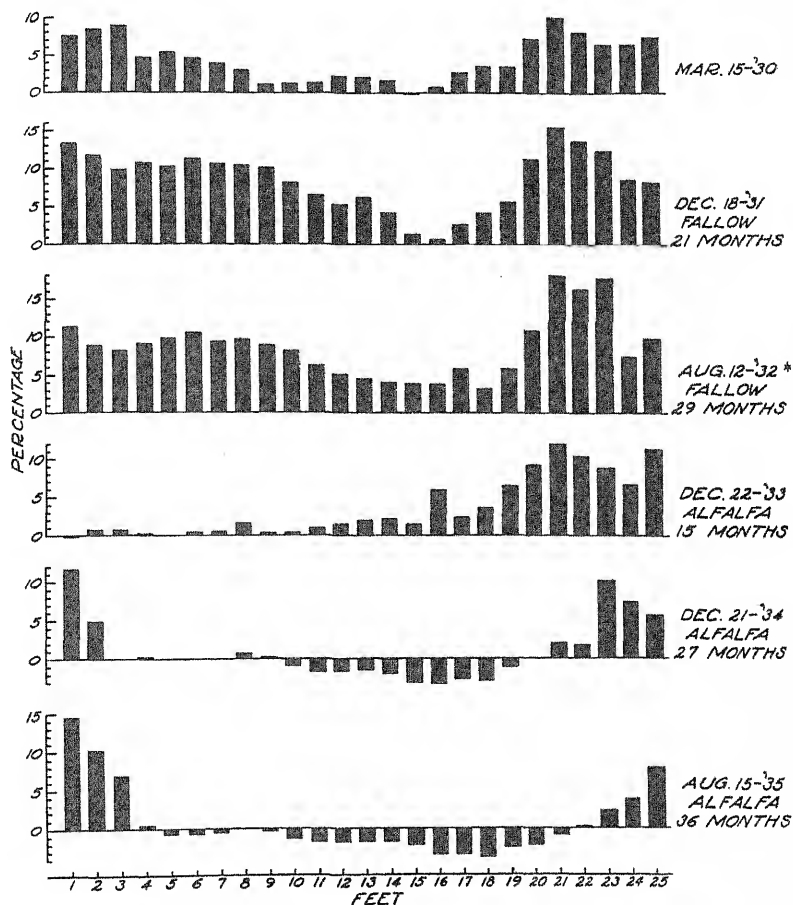 10
5
0
MAR. 15-'30
15
10
5
0
DEC. 18-'31
FALLOW
21 MONTHS
15
10
5
0
AUG. 12-'32 *
FALLOW
29 MONTHS
PERCENTAGE
10
5
0
DEC. 22-'33
ALFALFA
15 MONTHS
10
5
0
DEC. 21-'34
ALFALFA
27 MONTHS
15
10
5
0
AUG. 15-'35
ALFALFA
36 MONTHS
1 2 3 4 5 6 7 8 9 10 11 12 13 14 15 16 17 18 19 20 21 22 23 24 25
FEET